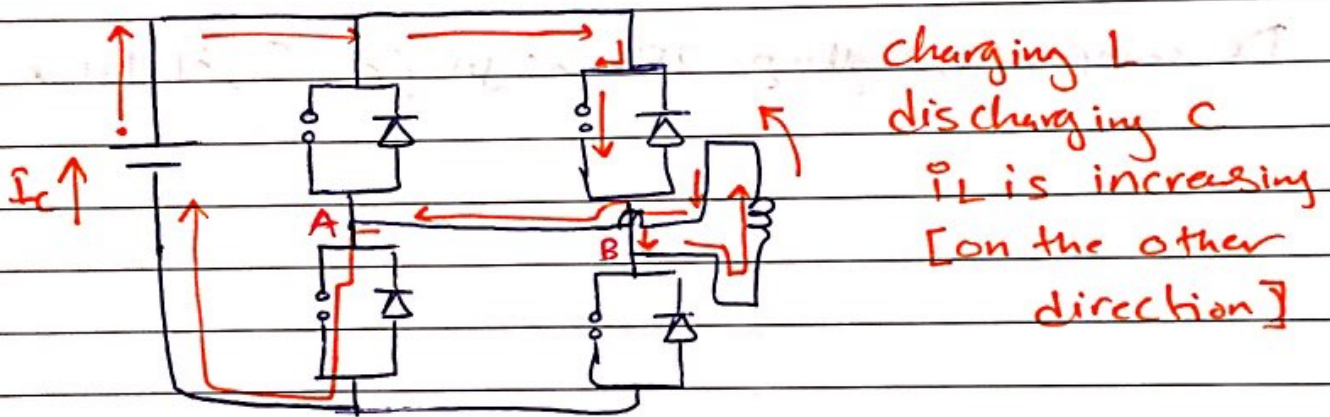 charging L
discharging C
Ic
iL is increasing
A
[on the other
B
direction]